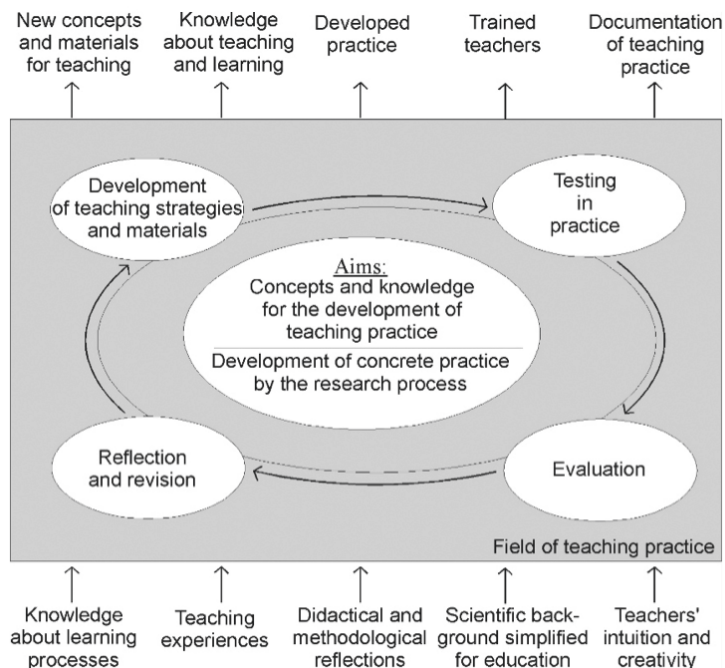 New concepts
and materials
for teaching
Knowledge
about teaching
and learning
Developed
practice
Trained
teachers
Documentation
of teaching
practice
Development
of teaching strategies
and materials
Testing
in
practice
Aims:
Concepts and knowledge
for the development of
teaching practice
Development of concrete practice
by the research process
Reflection
and revision
Evaluation
Field of teaching practice
Knowledge
about learning
processes
Teaching
experiences
Didactical and
methodological
reflections
Scientific back-
ground simplified
for education
Teachers'
intuition and
creativity